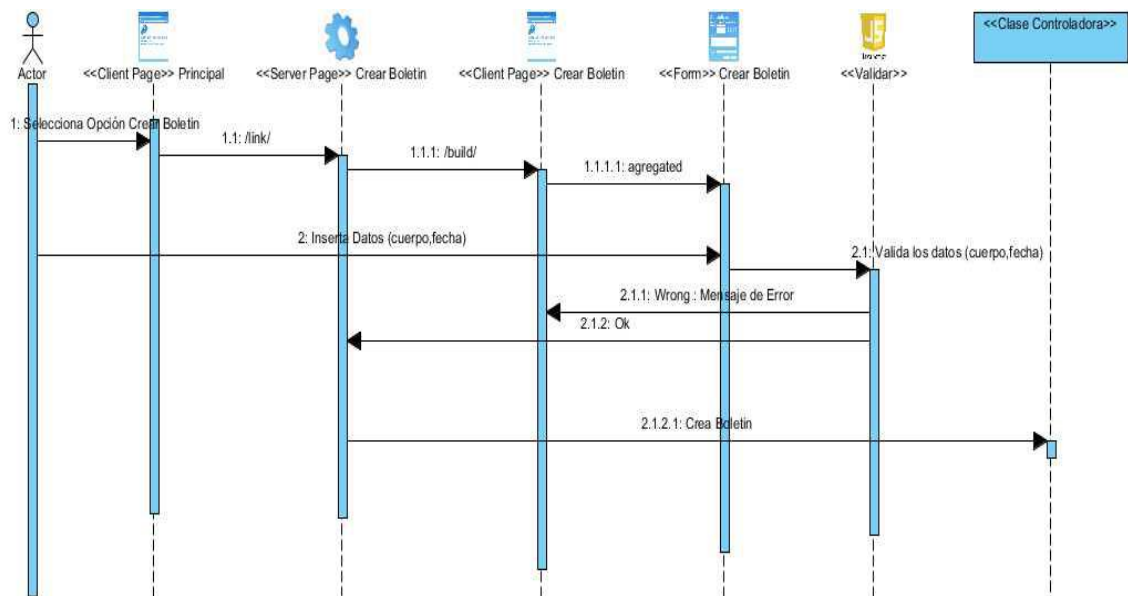 <<Clase Controladora>>
Actor
<<Client Page>> Principal
<<Server Page>> Crear Boletin
<<Client Page>> Crear Boletin
<<Form>> Crear Boletin
<<Validar>>
1: Selecciona Opción Crear Boletin
1.1: /link/
1.1.1: /build/
1.1.1.1: agregated
2: Inserta Datos (cuerpo,fecha)
2.1: Valida los datos (cuerpo,fecha)
2.1.1: Wrong : Mensaje de Error
2.1.2: Ok
2.1.2.1: Crea Boletin